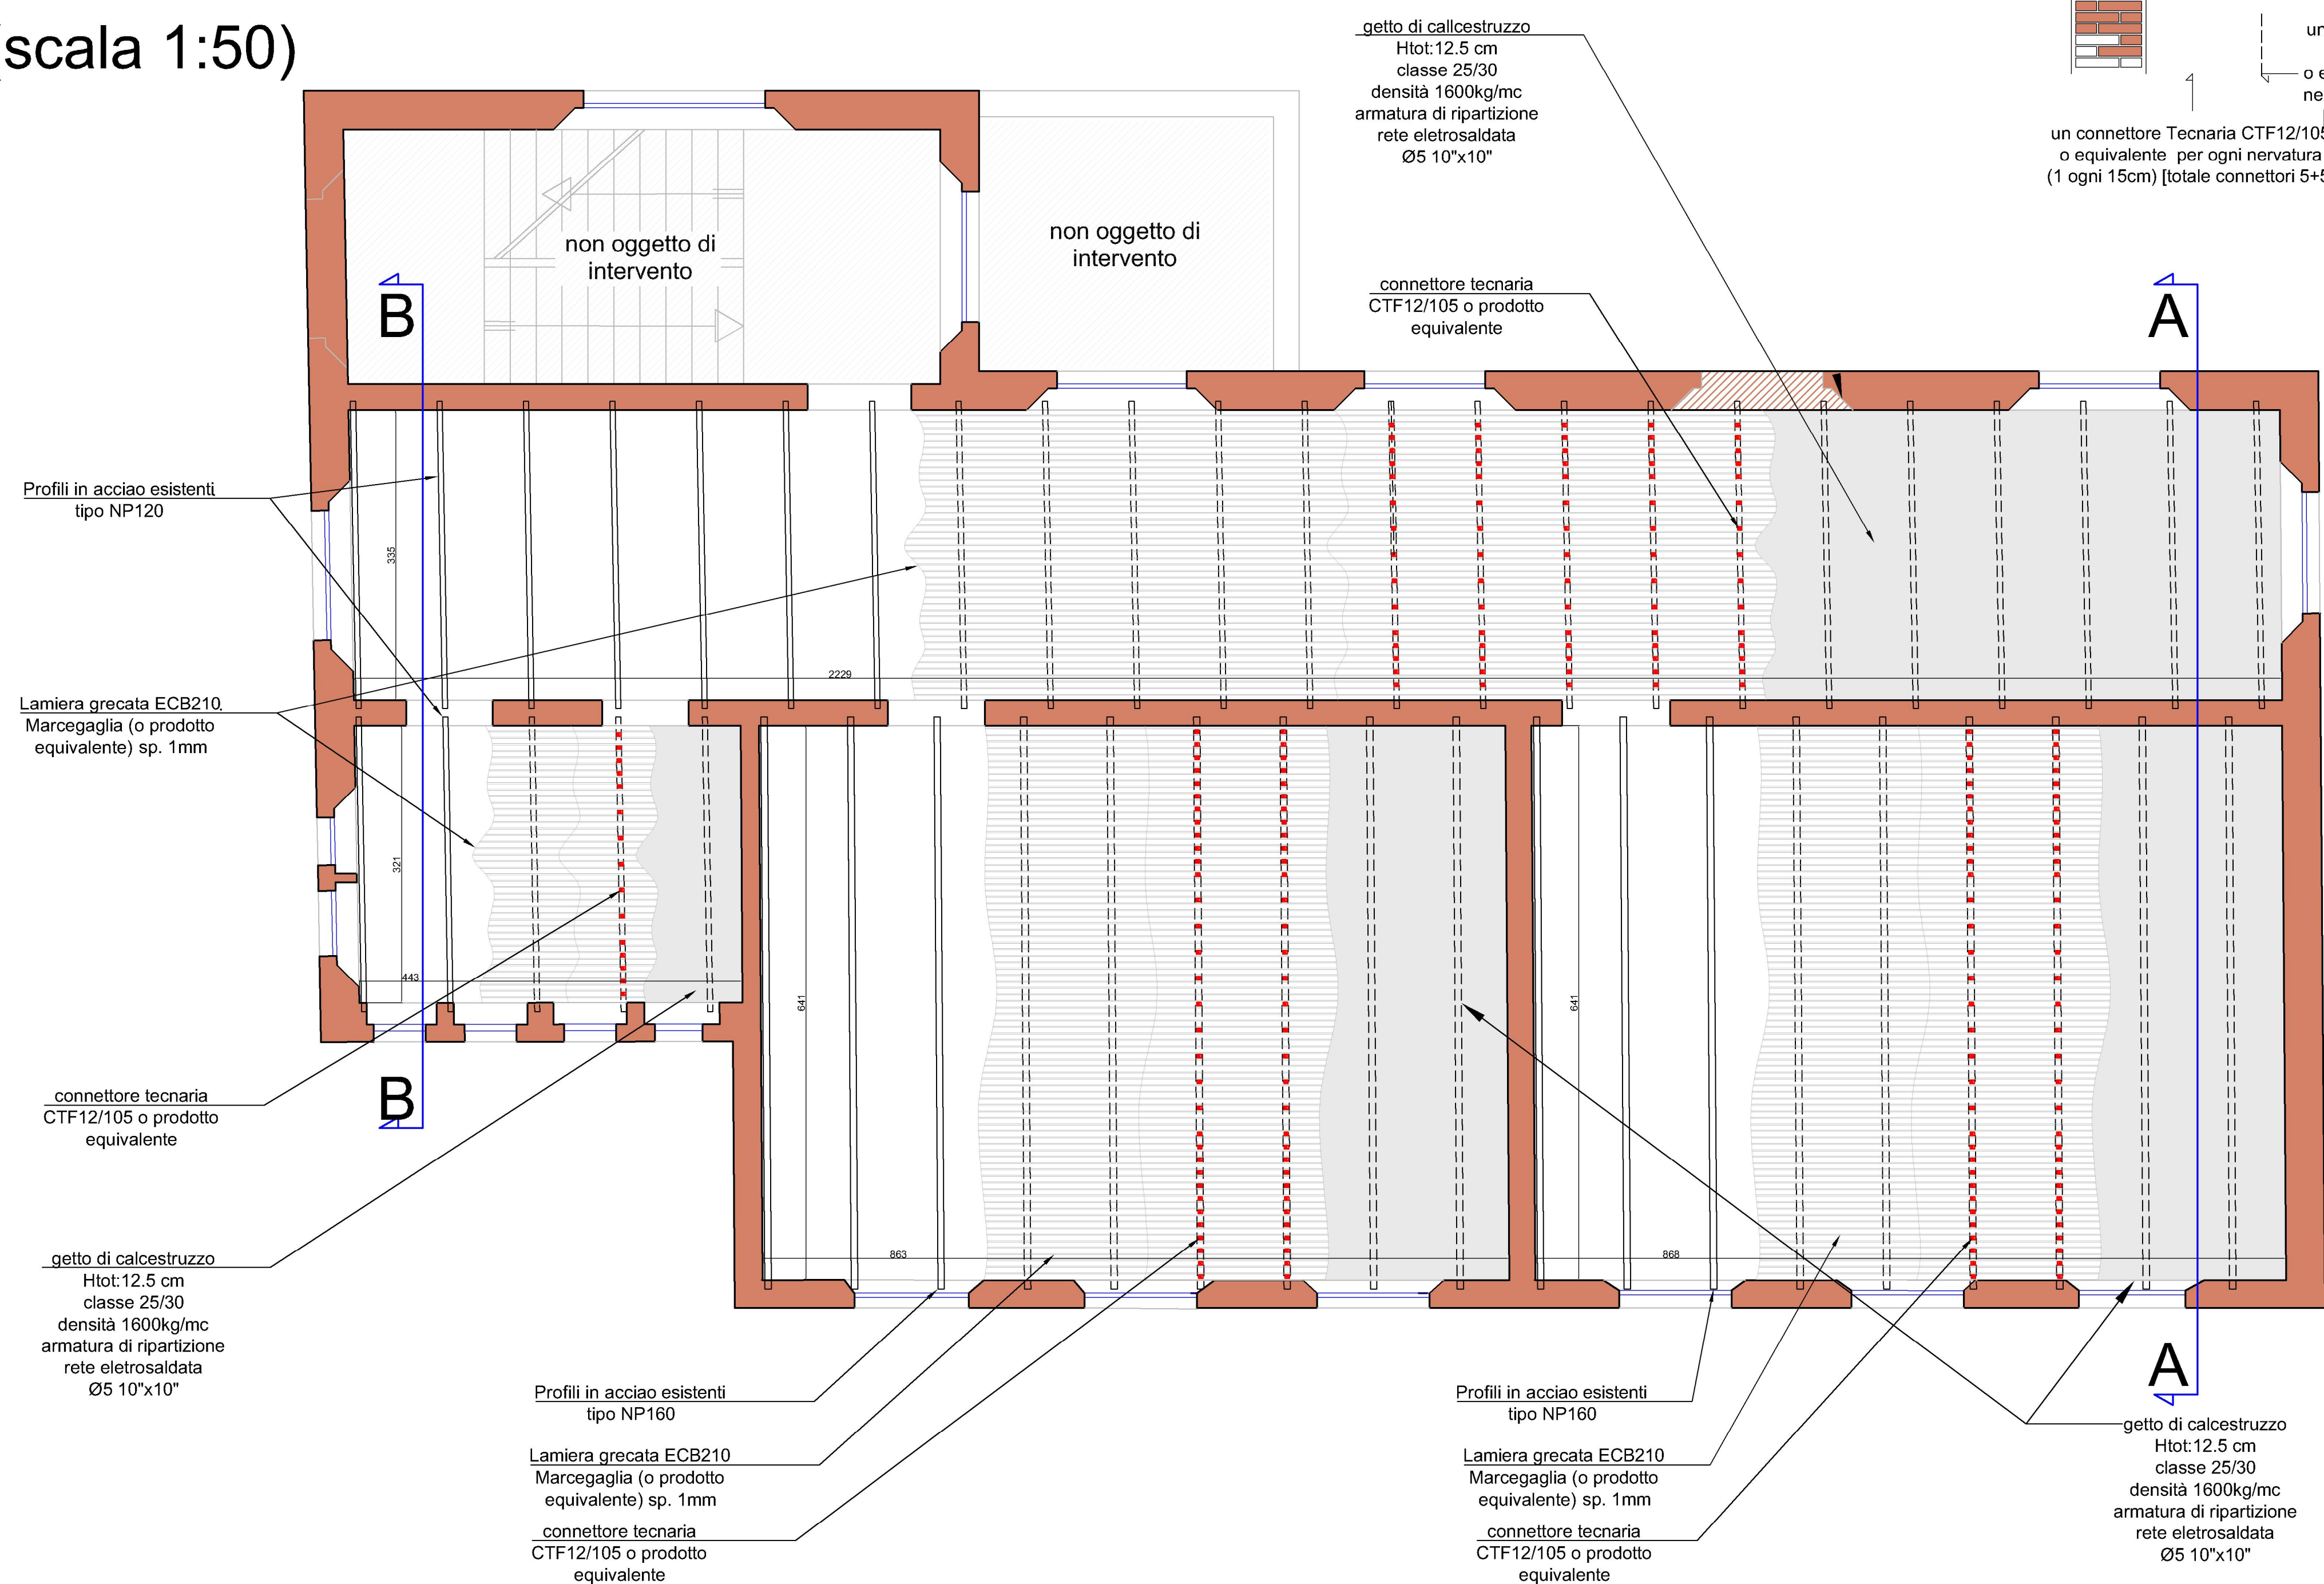 (scala 1:50)
getto di callcestruzzo
Htot:12.5 cm
classe 25/30
densità 1600kg/mc
armatura di ripartizione
rete eletrosaldata
Ø5 10"x10"
un
o e
ne
un connettore Tecnaria CTF12/105
o equivalente per ogni nervatura
(1 ogni 15cm) [totale connettori 5+5
non oggetto di
intervento
non oggetto di
intervento
connettore tecnaria
CTF12/105 o prodotto
equivalente
B
A
Profili in acciao esistenti
tipo NP120
335
2229
Lamiera grecata ECB210
Marcegaglia (o prodotto
equivalente) sp. 1mm
321
443
641
641
connettore tecnaria
CTF12/105 o prodotto
equivalente
B
getto di calcestruzzo
Htot:12.5 cm
classe 25/30
densità 1600kg/mc
armatura di ripartizione
rete eletrosaldata
Ø5 10"x10"
863
868
Profili in acciao esistenti
tipo NP160
Lamiera grecata ECB210
Marcegaglia (o prodotto
equivalente) sp. 1mm
connettore tecnaria
CTF12/105 o prodotto
equivalente
Profili in acciao esistenti
tipo NP160
Lamiera grecata ECB210
Marcegaglia (o prodotto
equivalente) sp. 1mm
connettore tecnaria
CTF12/105 o prodotto
equivalente
A
getto di calcestruzzo
Htot:12.5 cm
classe 25/30
densità 1600kg/mc
armatura di ripartizione
rete eletrosaldata
Ø5 10"x10"